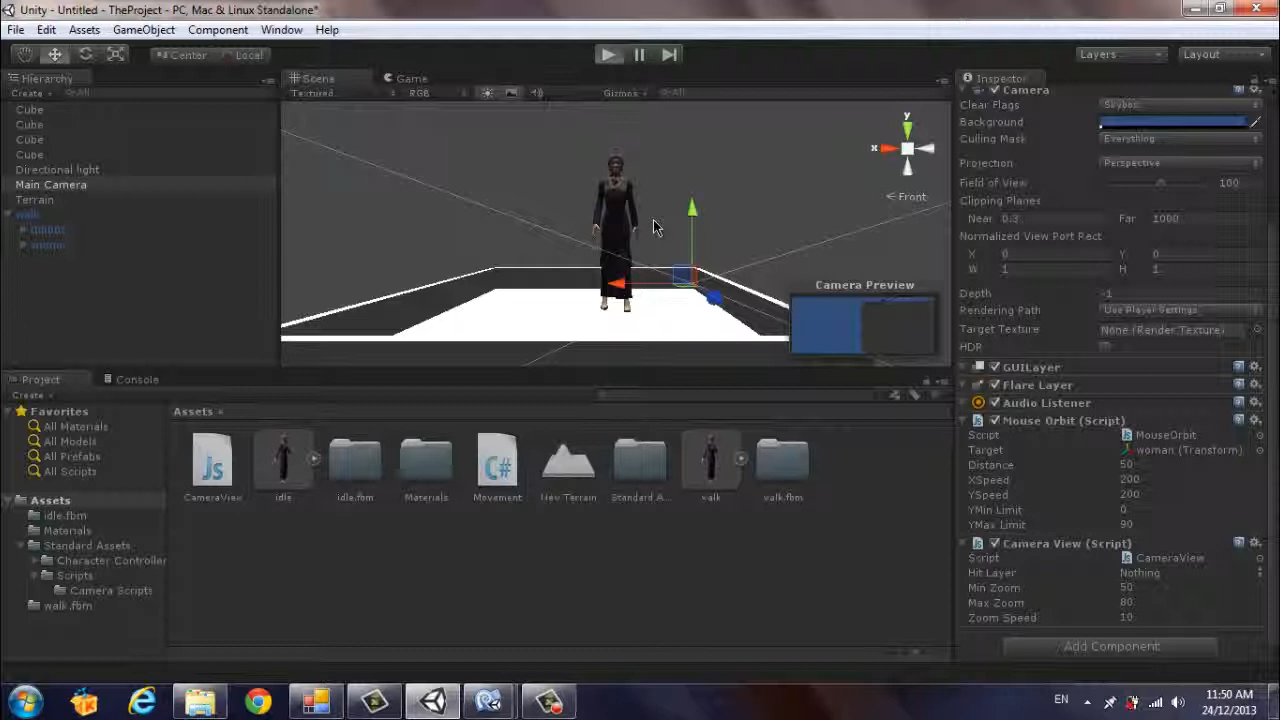 Unity - Untitled - TheProject - PC, Mac & Linux Standalone*
File Edit Assets GameObject Component Window Help
Center Local Layers Layout
Hierarchy
Create All
Cube
Cube
Cube
Cube
Directional light
Main Camera
Terrain
walk
Scene Game
Textured RGB Gizmos All
y
x
Front
Camera Preview
Inspector
Camera
Clear Flags Skybox
Background
Culling Mask Everything
Projection Perspective
Field of View 100
Clipping Planes
Near 0.3 Far 1000
Normalized View Port Rect
X 0 Y 0
W 1 H 1
Depth -1
Rendering Path Use Player Settings
Target Texture None (Render Texture)
HDR
GUILayer
Flare Layer
Audio Listener
Mouse Orbit (Script)
Script MouseOrbit
Target woman (Transform)
Distance 50
XSpeed 200
YSpeed 200
YMin Limit 0
YMax Limit 90
Camera View (Script)
Script CameraView
Hit Layer Nothing
Min Zoom 50
Max Zoom 80
Zoom Speed 10
Add Component
Project Console
Create
Favorites
All Materials
All Models
All Prefabs
All Scripts
Assets
idle.fbm
Materials
Standard Assets
Character Controller
Scripts
Camera Scripts
walk.fbm
Assets
Js C#
CameraView idle idle.fbm Materials Movement New Terrain Standard A... walk walk.fbm
EN 11:50 AM
24/12/2013